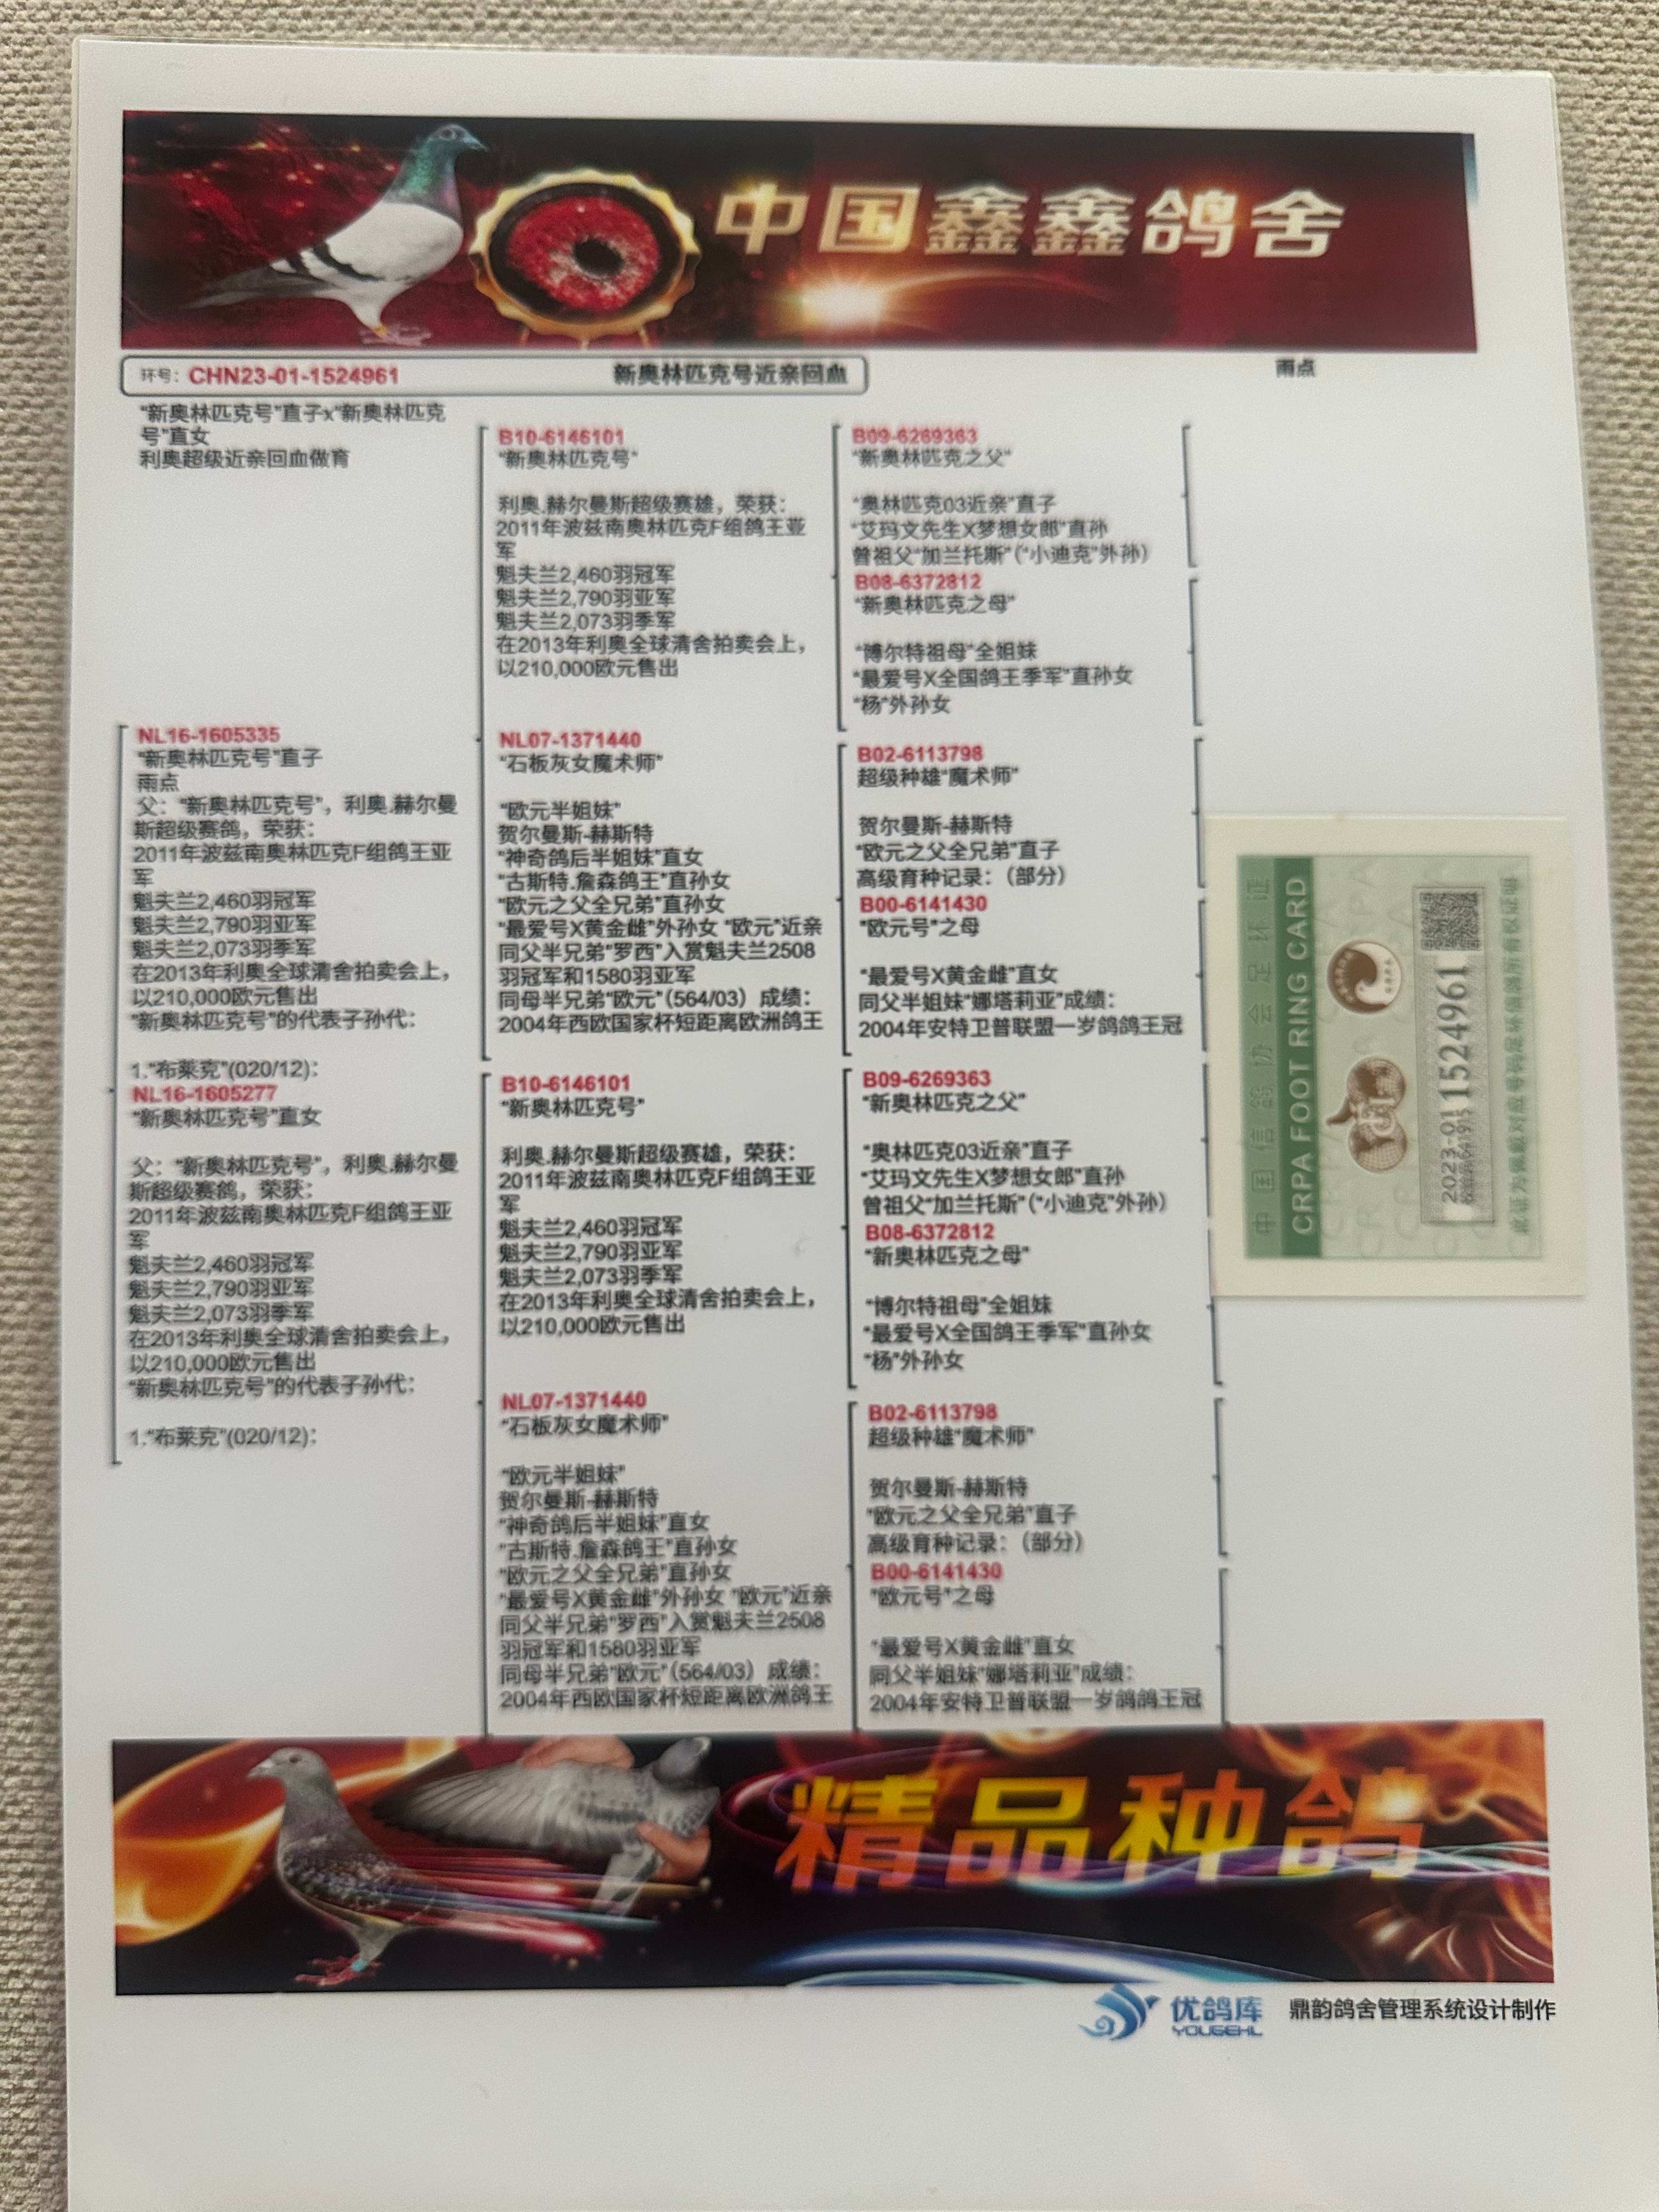 中国鑫鑫鸽舍
环号: CHN23-01-1524961
新奥林匹克号近亲回血
雨点
"新奥林匹克号"直子x"新奥林匹克
号"直女
利奥超级近亲回血做育
NL16-1605335
"新奥林匹克号"直子
雨点
父："新奥林匹克号"，利奥.赫尔曼
斯超级赛鸽，荣获：
2011年波兹南奥林匹克F组鸽王亚
军
魁夫兰2,460羽冠军
魁夫兰2,790羽亚军
魁夫兰2,073羽季军
在2013年利奥全球清舍拍卖会上，
以210,000欧元售出
"新奥林匹克号"的代表子孙代：
1."布莱克"(020/12)：
NL16-1605277
"新奥林匹克号"直女
父："新奥林匹克号"，利奥.赫尔曼
斯超级赛鸽，荣获：
2011年波兹南奥林匹克F组鸽王亚
军
魁夫兰2,460羽冠军
魁夫兰2,790羽亚军
魁夫兰2,073羽季军
在2013年利奥全球清舍拍卖会上，
以210,000欧元售出
"新奥林匹克号"的代表子孙代：
1."布莱克"(020/12)：
B10-6146101
"新奥林匹克号"
利奥.赫尔曼斯超级赛雄，荣获：
2011年波兹南奥林匹克F组鸽王亚
军
魁夫兰2,460羽冠军
魁夫兰2,790羽亚军
魁夫兰2,073羽季军
在2013年利奥全球清舍拍卖会上，
以210,000欧元售出
NL07-1371440
"石板灰女魔术师"
"欧元半姐妹"
贺尔曼斯-赫斯特
"神奇鸽后半姐妹"直女
"古斯特.詹森鸽王"直孙女
"欧元之父全兄弟"直孙女
"最爱号X黄金雌"外孙女 "欧元"近亲
同父半兄弟"罗西"入赏魁夫兰2508
羽冠军和1580羽亚军
同母半兄弟"欧元"（564/03）成绩：
2004年西欧国家杯短距离欧洲鸽王
B10-6146101
"新奥林匹克号"
利奥.赫尔曼斯超级赛雄，荣获：
2011年波兹南奥林匹克F组鸽王亚
军
魁夫兰2,460羽冠军
魁夫兰2,790羽亚军
魁夫兰2,073羽季军
在2013年利奥全球清舍拍卖会上，
以210,000欧元售出
NL07-1371440
"石板灰女魔术师"
"欧元半姐妹"
贺尔曼斯-赫斯特
"神奇鸽后半姐妹"直女
"古斯特.詹森鸽王"直孙女
"欧元之父全兄弟"直孙女
"最爱号X黄金雌"外孙女 "欧元"近亲
同父半兄弟"罗西"入赏魁夫兰2508
羽冠军和1580羽亚军
同母半兄弟"欧元"（564/03）成绩：
2004年西欧国家杯短距离欧洲鸽王
B09-6269363
"新奥林匹克之父"
"奥林匹克03近亲"直子
"艾玛文先生X梦想女郎"直孙
曾祖父"加兰托斯"（"小迪克"外孙）
B08-6372812
"新奥林匹克之母"
"博尔特祖母"全姐妹
"最爱号X全国鸽王季军"直孙女
"杨"外孙女
B02-6113798
超级种雄"魔术师"
贺尔曼斯-赫斯特
"欧元之父全兄弟"直子
高级育种记录：（部分）
B00-6141430
"欧元号"之母
"最爱号X黄金雌"直女
同父半姐妹"娜塔莉亚"成绩：
2004年安特卫普联盟一岁鸽鸽王冠
B09-6269363
"新奥林匹克之父"
"奥林匹克03近亲"直子
"艾玛文先生X梦想女郎"直孙
曾祖父"加兰托斯"（"小迪克"外孙）
B08-6372812
"新奥林匹克之母"
"博尔特祖母"全姐妹
"最爱号X全国鸽王季军"直孙女
"杨"外孙女
B02-6113798
超级种雄"魔术师"
贺尔曼斯-赫斯特
"欧元之父全兄弟"直子
高级育种记录：（部分）
B00-6141430
"欧元号"之母
"最爱号X黄金雌"直女
同父半姐妹"娜塔莉亚"成绩：
2004年安特卫普联盟一岁鸽鸽王冠
中国信鸽协会足环证
CRPA FOOT RING CARD
2023-01 1524961
此证为佩戴对应号码足环信鸽所有权证明
精品种鸽
优鸽库
YOUGEKU
鼎韵鸽舍管理系统设计制作